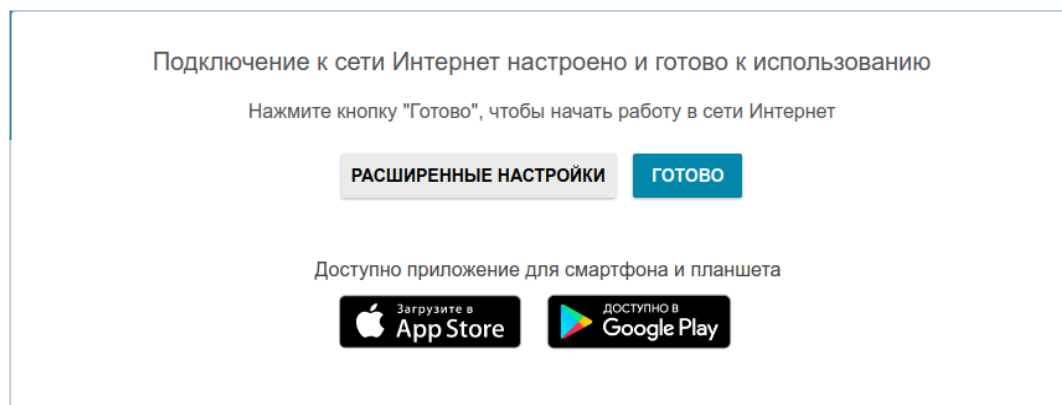 Подключение к сети Интернет настроено и готово к использованию
Нажмите кнопку "Готово", чтобы начать работу в сети Интернет
РАСШИРЕННЫЕ НАСТРОЙКИ ГОТОВО
Доступно приложение для смартфона и планшета
Загрузите в
App Store
ДОСТУПНО В
Google Play